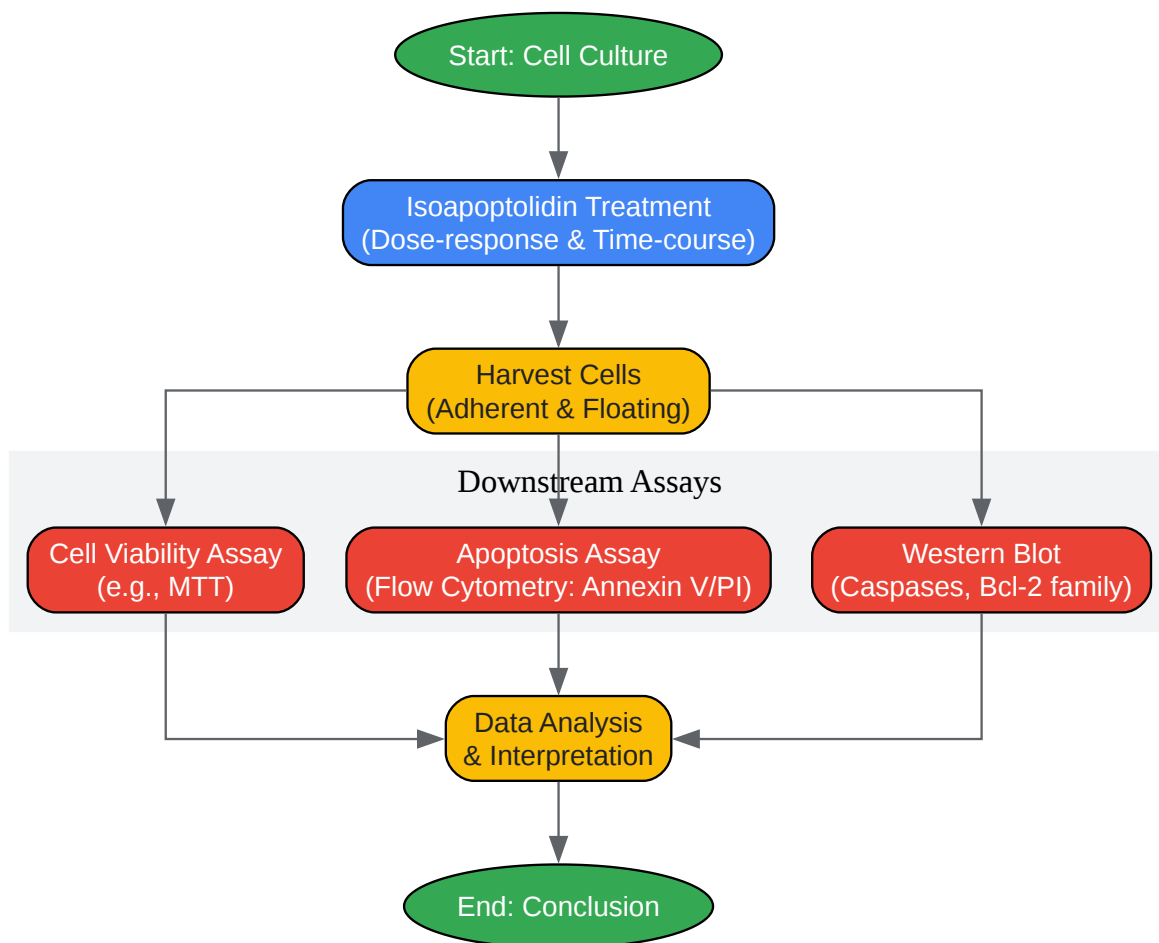 Start: Cell Culture
Isoapoptolidin Treatment
(Dose-response & Time-course)
Harvest Cells
(Adherent & Floating)
Downstream Assays
Cell Viability Assay
(e.g., MTT)
Apoptosis Assay
(Flow Cytometry: Annexin V/PI)
Western Blot
(Caspases, Bcl-2 family)
Data Analysis
& Interpretation
End: Conclusion